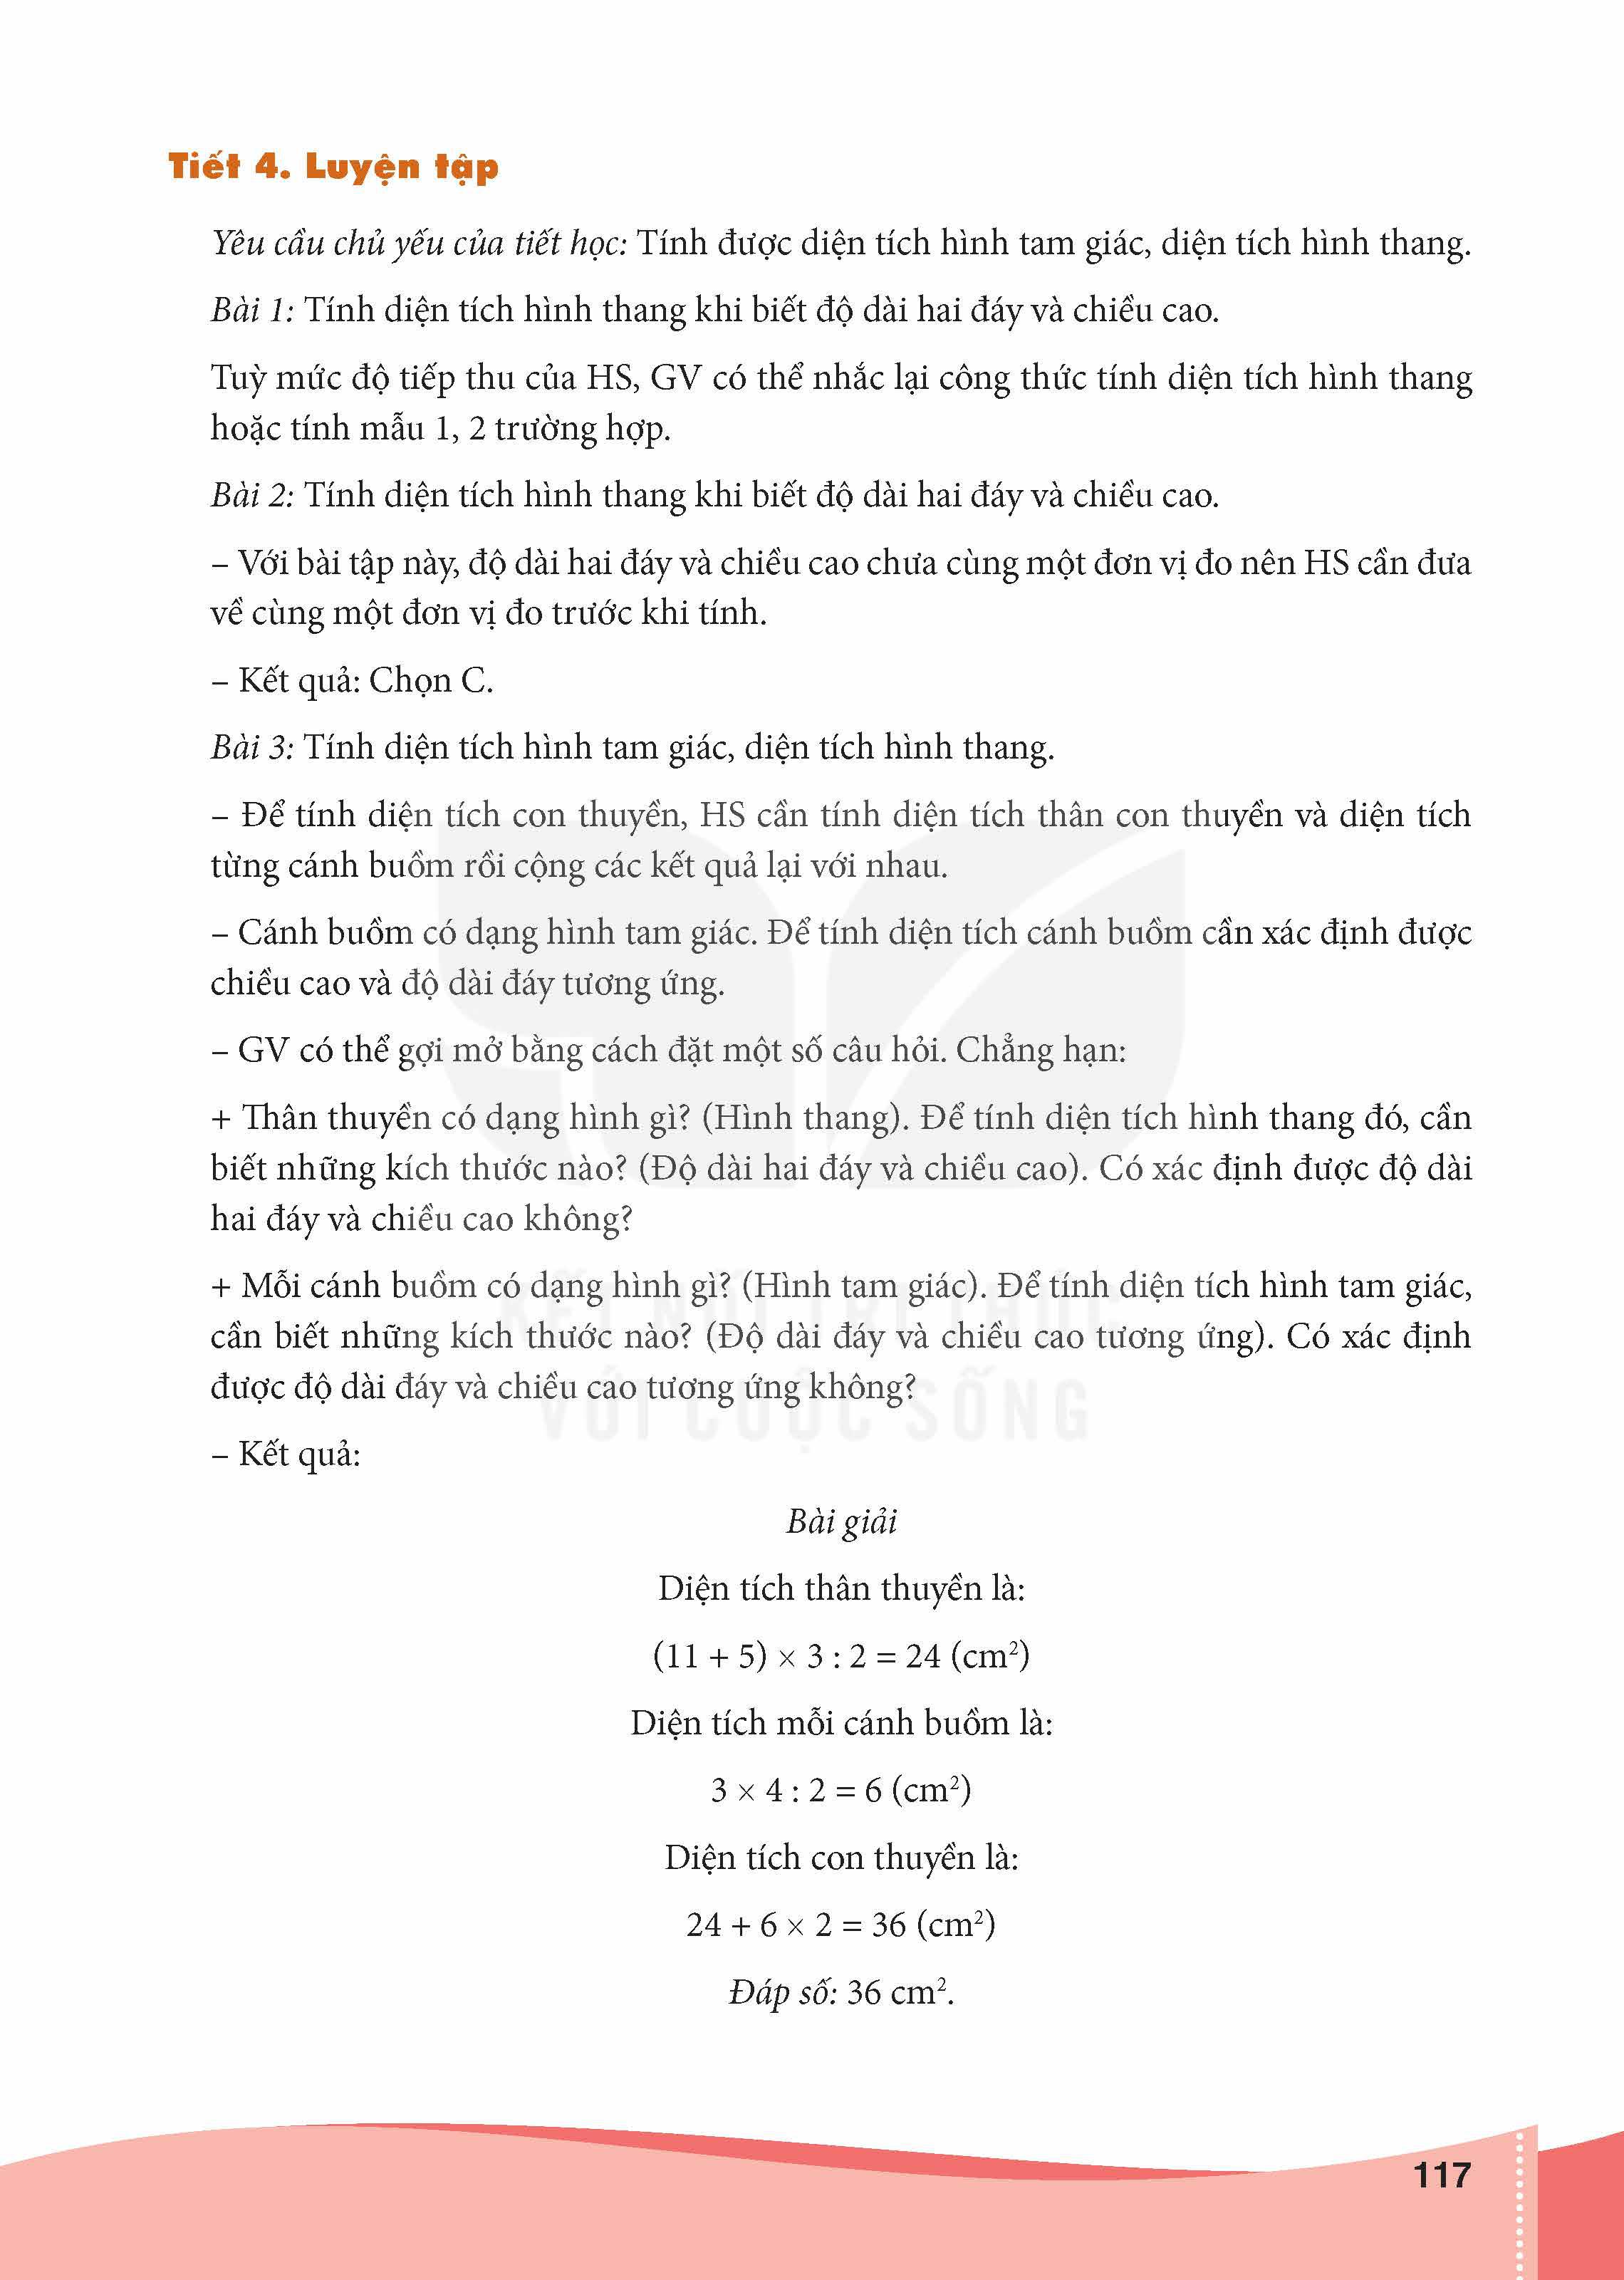 Tiết 4. Luyện tập
Yêu cầu chủ yếu của tiết học: Tính được diện tích hình tam giác, diện tích hình thang.
Bài 1: Tính diện tích hình thang khi biết độ dài hai đáy và chiều cao.
Tuỳ mức độ tiếp thu của HS, GV có thể nhắc lại công thức tính diện tích hình thang
hoặc tính mẫu 1, 2 trường hợp.
Bài 2: Tính diện tích hình thang khi biết độ dài hai đáy và chiều cao.
– Với bài tập này, độ dài hai đáy và chiều cao chưa cùng một đơn vị đo nên HS cần đưa
về cùng một đơn vị đo trước khi tính.
– Kết quả: Chọn C.
Bài 3: Tính diện tích hình tam giác, diện tích hình thang.
– Để tính diện tích con thuyền, HS cần tính diện tích thân con thuyền và diện tích
từng cánh buồm rồi cộng các kết quả lại với nhau.
– Cánh buồm có dạng hình tam giác. Để tính diện tích cánh buồm cần xác định được
chiều cao và độ dài đáy tương ứng.
– GV có thể gợi mở bằng cách đặt một số câu hỏi. Chẳng hạn:
+ Thân thuyền có dạng hình gì? (Hình thang). Để tính diện tích hình thang đó, cần
biết những kích thước nào? (Độ dài hai đáy và chiều cao). Có xác định được độ dài
hai đáy và chiều cao không?
+ Mỗi cánh buồm có dạng hình gì? (Hình tam giác). Để tính diện tích hình tam giác,
cần biết những kích thước nào? (Độ dài đáy và chiều cao tương ứng). Có xác định
được độ dài đáy và chiều cao tương ứng không?
KẾT NỐI TRI THỨC
VỚI CUỘC SỐNG
– Kết quả:
Bài giải
Diện tích thân thuyền là:
(11 + 5) × 3 : 2 = 24 (cm²)
Diện tích mỗi cánh buồm là:
3 × 4 : 2 = 6 (cm²)
Diện tích con thuyền là:
24 + 6 × 2 = 36 (cm²)
Đáp số: 36 cm².
117